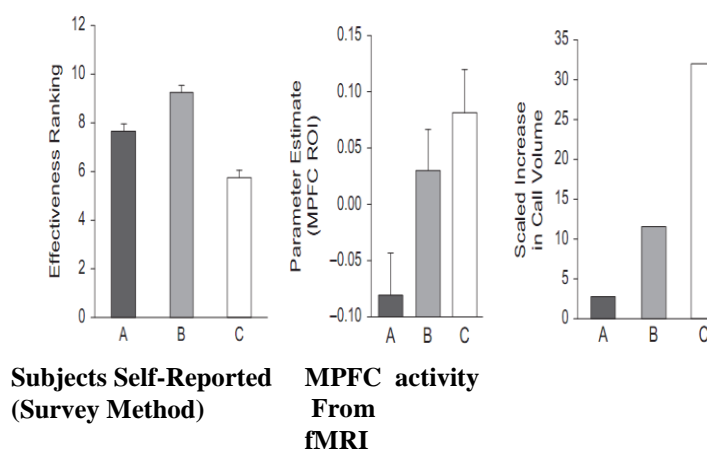 12
10
8
6
4
2
0
Effectiveness Ranking
A B C
0.15
0.10
0.05
0.00
−0.05
−0.10
Parameter Estimate
(MPFC ROI)
A B C
35
30
25
20
15
10
5
0
Scaled Increase
in Call Volume
A B C
Subjects Self-Reported
(Survey Method)
MPFC activity
From
fMRI